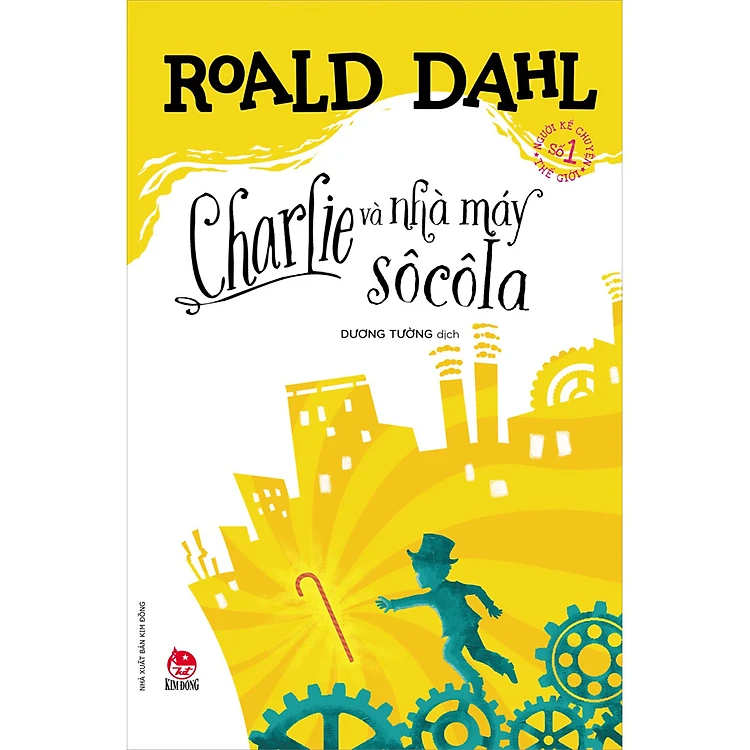 ROALD DAHL
NGƯỜI KỂ CHUYỆN
SỐ 1
THẾ GIỚI
Charlie và nhà máy
sôcôla
DƯƠNG TƯỜNG dịch
NHÀ XUẤT BẢN KIM ĐỒNG
KIM ĐỒNG